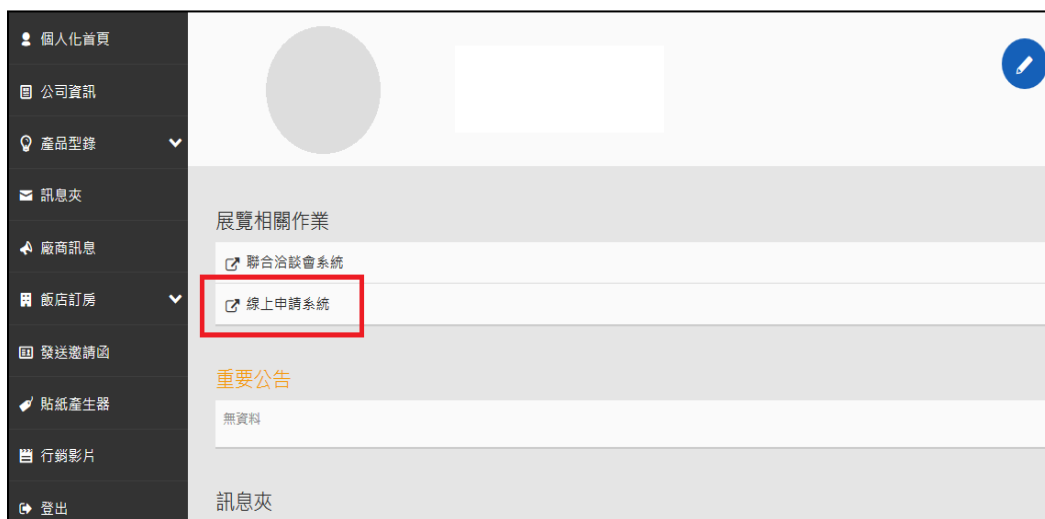 個人化首頁
公司資訊
產品型錄
訊息夾
廠商訊息
飯店訂房
發送邀請函
貼紙產生器
行銷影片
登出
展覽相關作業
聯合洽談會系統
線上申請系統
重要公告
無資料
訊息夾